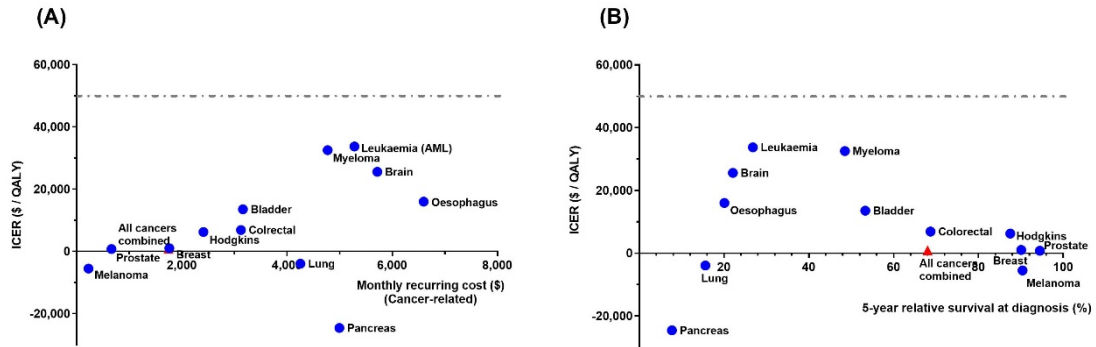 (A)
60,000
40,000
20,000
0
-20,000
ICER ($ / QALY)
2,000
4,000
6,000
8,000
Leukaemia (AML)
Myeloma
Brain
Oesophagus
Bladder
Colrectal
Hodgkins
All cancers
combined
Prostate
Breast
Melanoma
Lung
Pancreas
Monthly recurring cost ($)
(Cancer-related)
(B)
60,000
40,000
20,000
0
-20,000
ICER ($ / QALY)
20
40
60
80
100
Leukaemia
Myeloma
Brain
Oesophagus
Bladder
Colorectal
Hodgkins
Prostate
Breast
All cancers
combined
Melanoma
Lung
Pancreas
5-year relative survival at diagnosis (%)